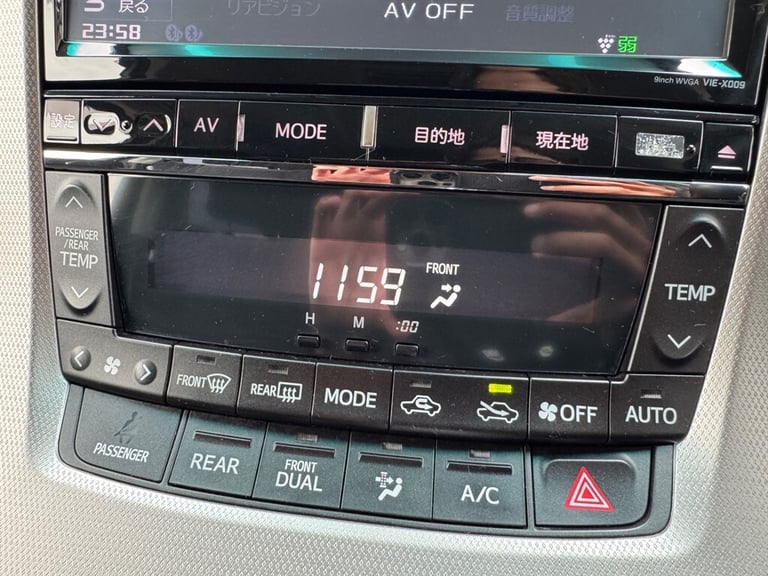 戻る
リアビジョン
AV OFF
音質調整
23:58
弱
9inch WVGA VIE-X009
設定
AV
MODE
目的地
現在地
PASSENGER
/REAR
TEMP
1159
FRONT
TEMP
H
M
:00
FRONT
REAR
MODE
OFF
AUTO
PASSENGER
REAR
FRONT
DUAL
A/C